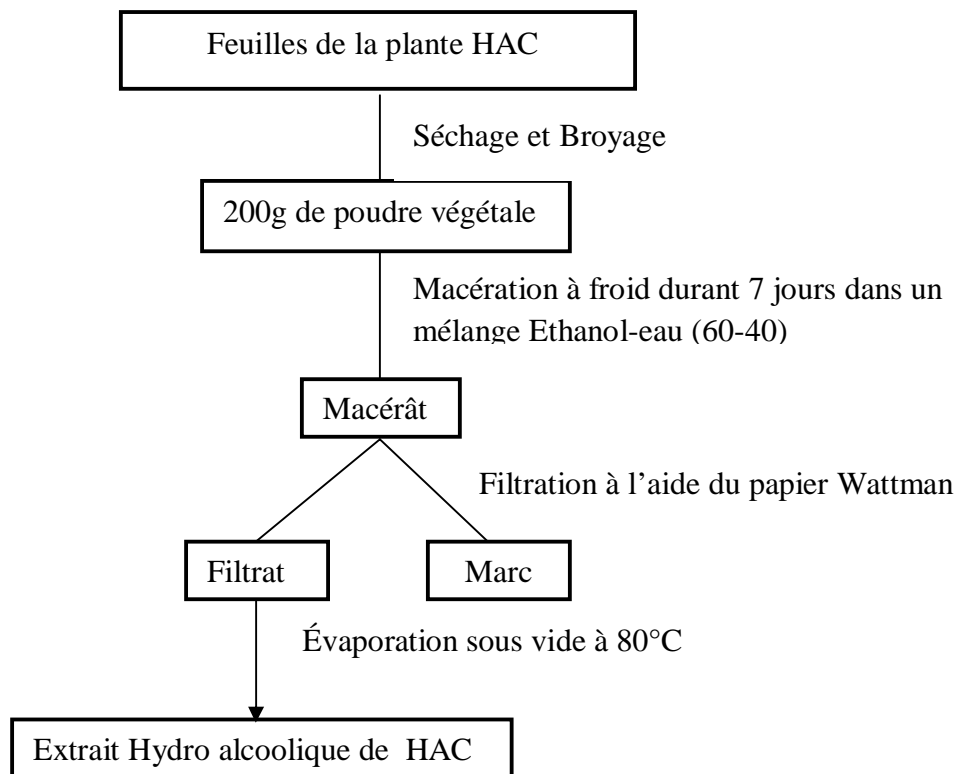 Feuilles de la plante HAC
Séchage et Broyage
200g de poudre végétale
Macération à froid durant 7 jours dans un
mélange Ethanol-eau (60-40)
Macérât
Filtration à l’aide du papier Wattman
Filtrat
Marc
Évaporation sous vide à 80°C
Extrait Hydro alcoolique de HAC